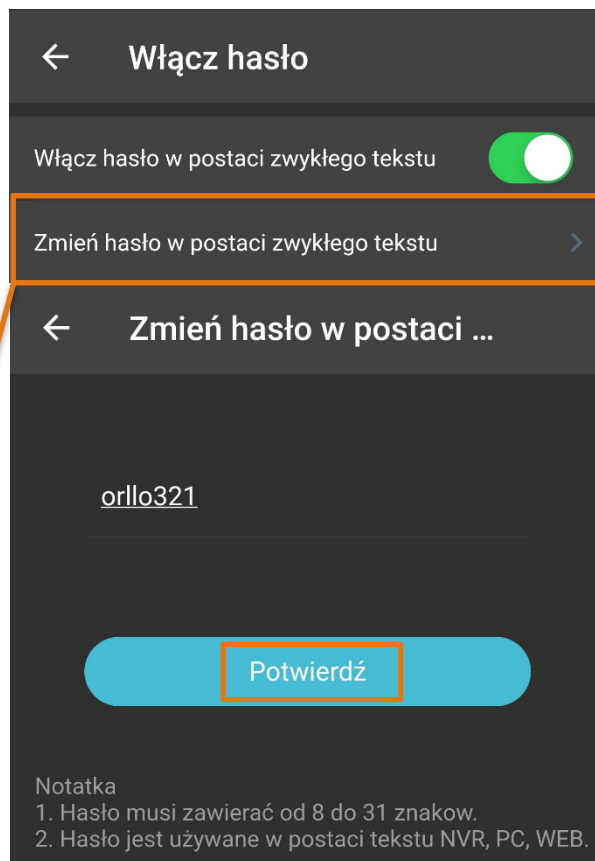 Włącz hasło
Włącz hasło w postaci zwykłego tekstu
Zmień hasło w postaci zwykłego tekstu
Zmień hasło w postaci ...
orllo321
Potwierdź
Notatka
1. Hasło musi zawierać od 8 do 31 znakow.
2. Hasło jest używane w postaci tekstu NVR, PC, WEB.